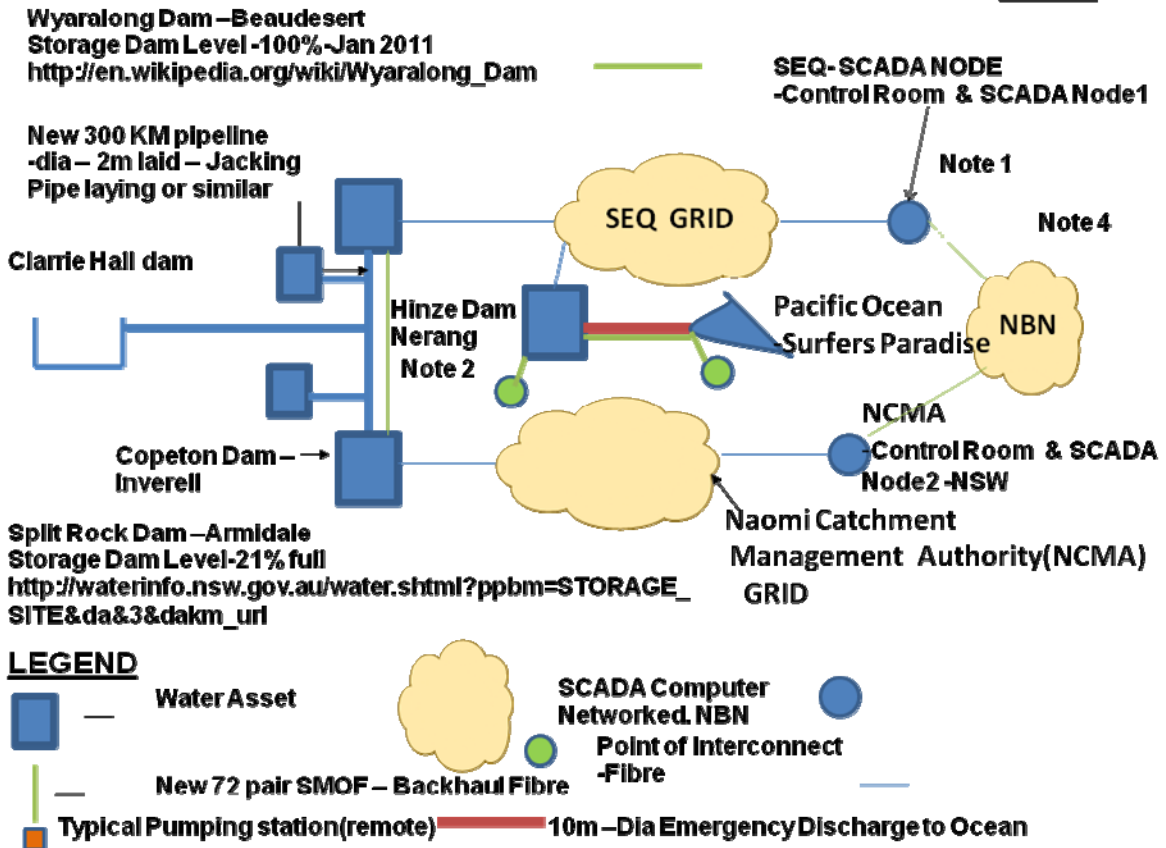 Wyaralong Dam –Beaudesert
Storage Dam Level -100%-Jan 2011
http://en.wikipedia.org/wiki/Wyaralong_Dam
SEQ- SCADA NODE
-Control Room & SCADA Node1
New 300 KM pipeline
-dia – 2m laid – Jacking
Pipe laying or similar
Note 1
SEQ GRID
Note 4
Clarrie Hall dam
Hinze Dam
Nerang
Note 2
Pacific Ocean
-Surfers Paradise
NBN
NCMA
-Control Room & SCADA
Node2 -NSW
Copeton Dam –
Inverell
Naomi Catchment
Management Authority(NCMA)
GRID
Split Rock Dam –Armidale
Storage Dam Level-21% full
http://waterinfo.nsw.gov.au/water.shtml?ppbm=STORAGE_
SITE&da&3&dakm_url
LEGEND
Water Asset
SCADA Computer
Networked. NBN
Point of Interconnect
-Fibre
New 72 pair SMOF – Backhaul Fibre
Typical Pumping station(remote)
10m –Dia Emergency Discharge to Ocean